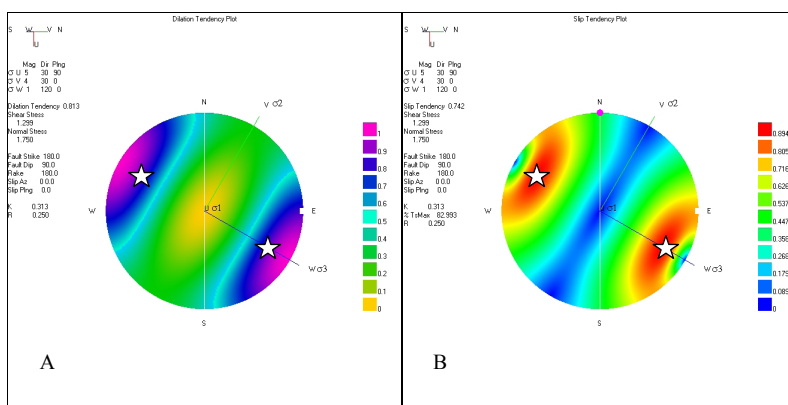 Dilation Tendency Plot
S W V N
U
Mag Dir Plng
σ U 5 30 90
σ V 4 30 0
σ W 1 120 0
Dilation Tendency 0.813
Shear Stress
1.299
Normal Stress
1.750
Fault Strike 180.0
Fault Dip 90.0
Rake 180.0
Slip Az 0 0.0
Slip Plng 0.0
K 0.313
R 0.250
N
V σ2
W
U σ1
E
W σ3
S
1
0.9
0.8
0.7
0.6
0.5
0.4
0.3
0.2
0.1
0
A
Slip Tendency Plot
S W V N
U
Mag Dir Plng
σ U 5 30 90
σ V 4 30 0
σ W 1 120 0
Slip Tendency 0.742
Shear Stress
1.299
Normal Stress
1.750
Fault Strike 180.0
Fault Dip 90.0
Rake 180.0
Slip Az 0 0.0
Slip Plng 0.0
K 0.313
% TsMax 82.993
R 0.250
N
V σ2
W
U σ1
E
W σ3
S
0.894
0.805
0.716
0.626
0.537
0.447
0.358
0.268
0.179
0.089
0
B